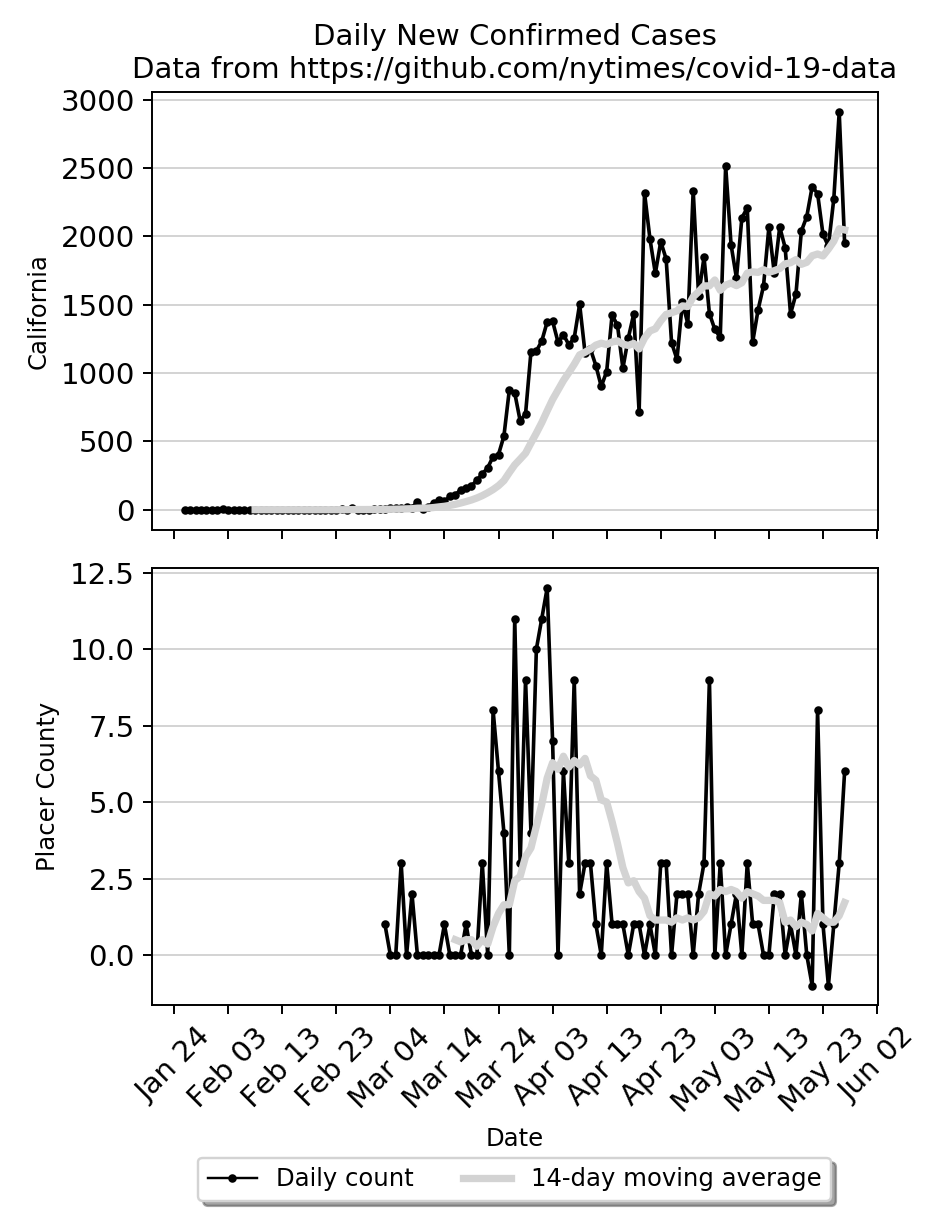 Daily New Confirmed Cases
Data from https://github.com/nytimes/covid-19-data
3000
2500
2000
1500
1000
500
0
California
12.5
10.0
7.5
5.0
2.5
0.0
Placer County
Jan 24
Feb 03
Feb 13
Feb 23
Mar 04
Mar 14
Mar 24
Apr 03
Apr 13
Apr 23
May 03
May 13
May 23
Jun 02
Date
Daily count
14-day moving average